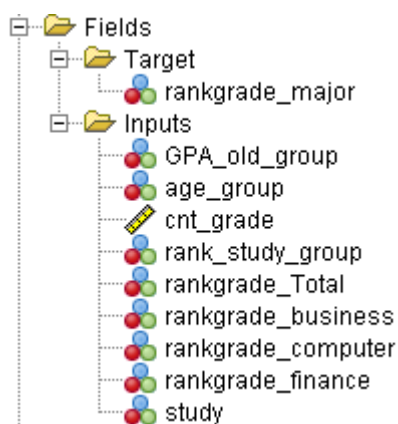 Fields
Target
rankgrade_major
Inputs
GPA_old_group
age_group
cnt_grade
rank_study_group
rankgrade_Total
rankgrade_business
rankgrade_computer
rankgrade_finance
study